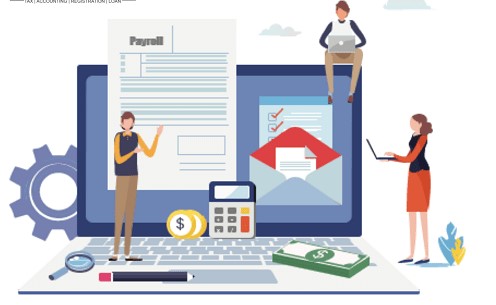 TAX | ACCOUNTING | REGISTRATION | LOAN
Payroll
$
$